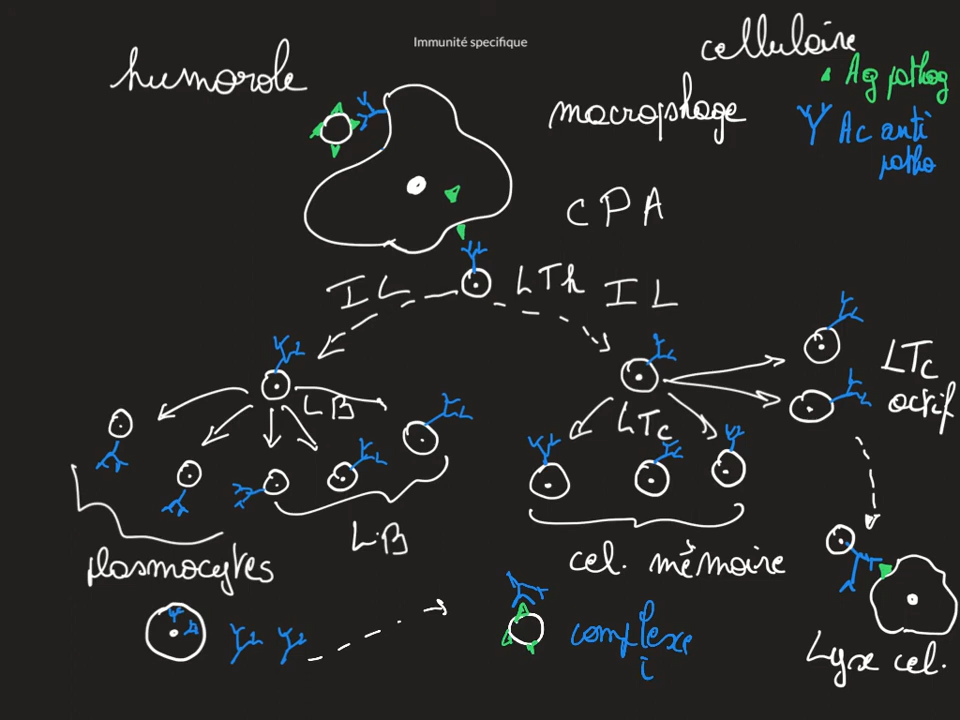 Immunité specifique
humorale
cellulaire
Ag pathog
macrophage
Ac anti
patho
CPA
IL
LTh
IL
LB
LTc
LTc
actif
LB
plasmocytes
cel. mémoire
complexe
i
Lyse cel.